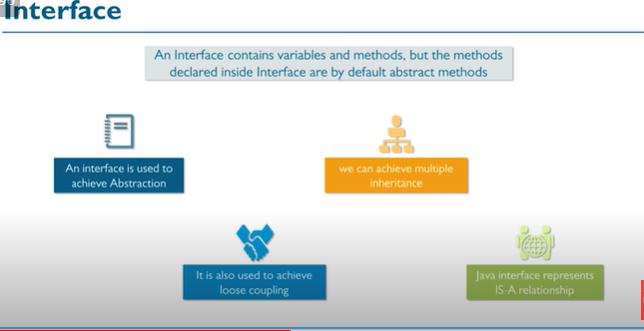 Interface
An Interface contains variables and methods, but the methods
declared inside Interface are by default abstract methods
An interface is used to
achieve Abstraction
we can achieve multiple
inheritance
It is also used to achieve
loose coupling
Java interface represents
IS-A relationship